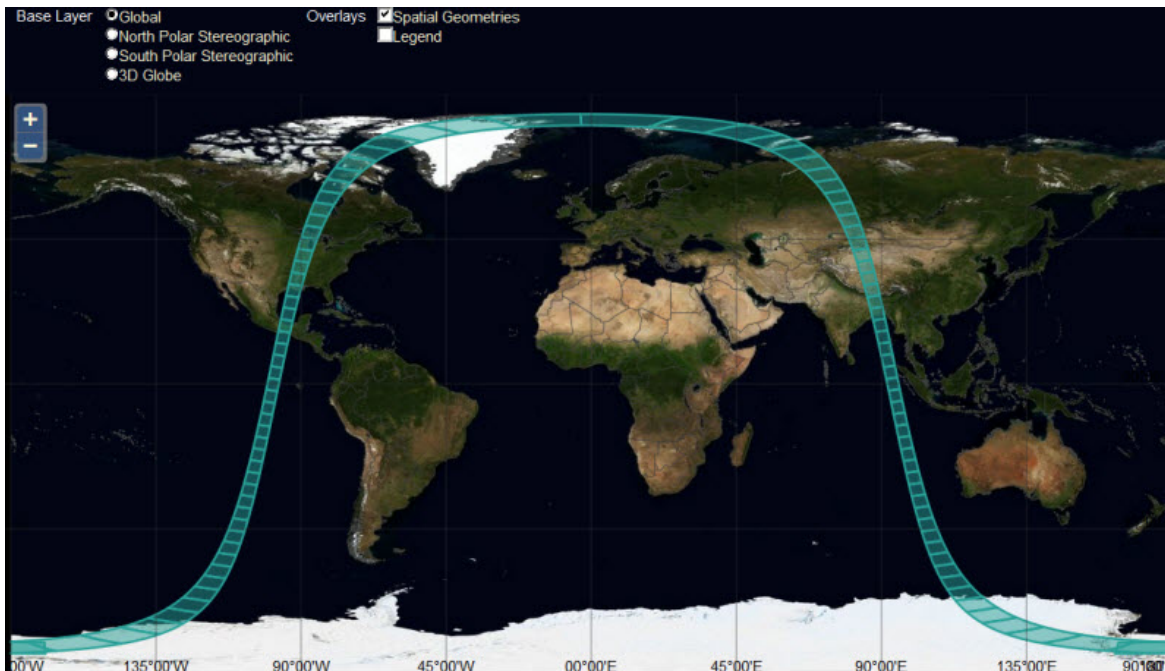 Base Layer Global Overlays Spatial Geometries
North Polar Stereographic Legend
South Polar Stereographic
3D Globe
+
−
00°W 135°00'W 90°00'W 45°00'W 00°00'E 45°00'E 90°00'E 135°00'E